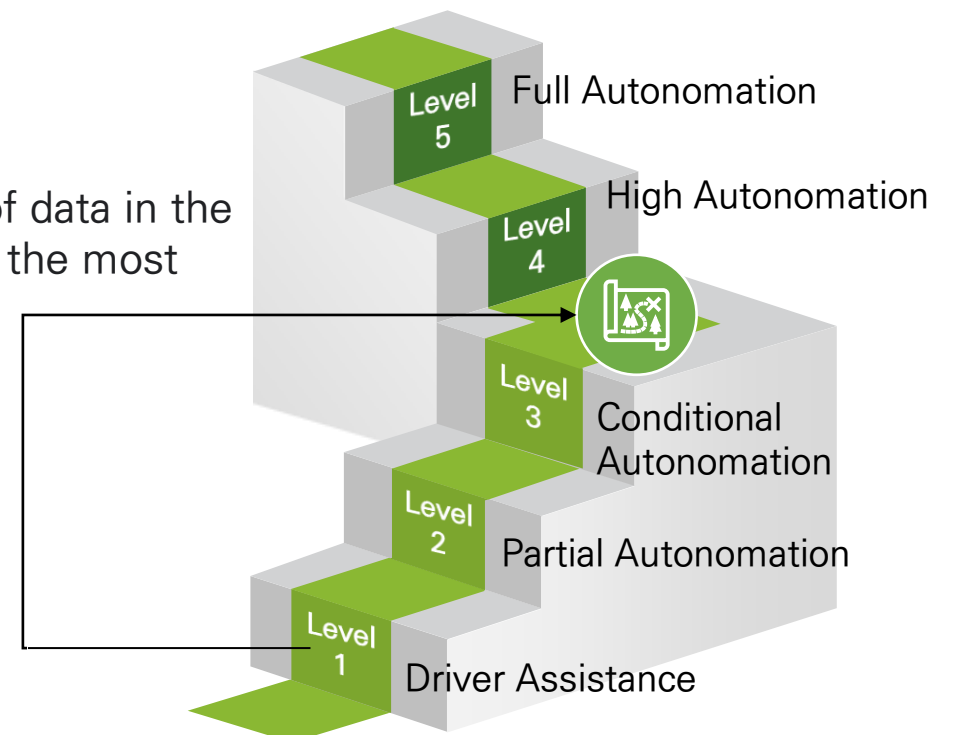 Level
5
Full Autonomation
of data in the
the most
High Autonomation
Level
4
Level
3
Conditional
Autonomation
Level
2
Partial Autonomation
Level
1
Driver Assistance